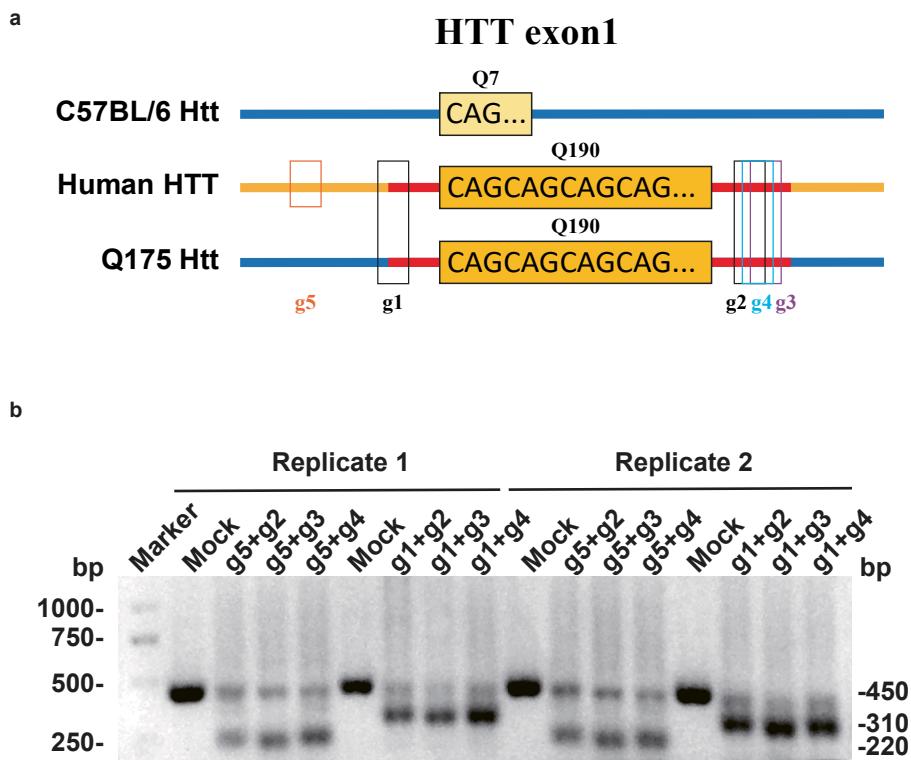 a
HTT exon1
Q7
C57BL/6 Htt
CAG...
Q190
Human HTT
CAGCAGCAGCAG...
Q190
Q175 Htt
CAGCAGCAGCAG...
g5 g1 g2 g4 g3
b
Replicate 1 Replicate 2
bp Marker Mock g5+g2 g5+g3 g5+g4 Mock g1+g2 g1+g3 g1+g4 Mock g5+g2 g5+g3 g5+g4 Mock g1+g2 g1+g3 g1+g4 bp
1000-
750-
500-
-450
-310
250- -220